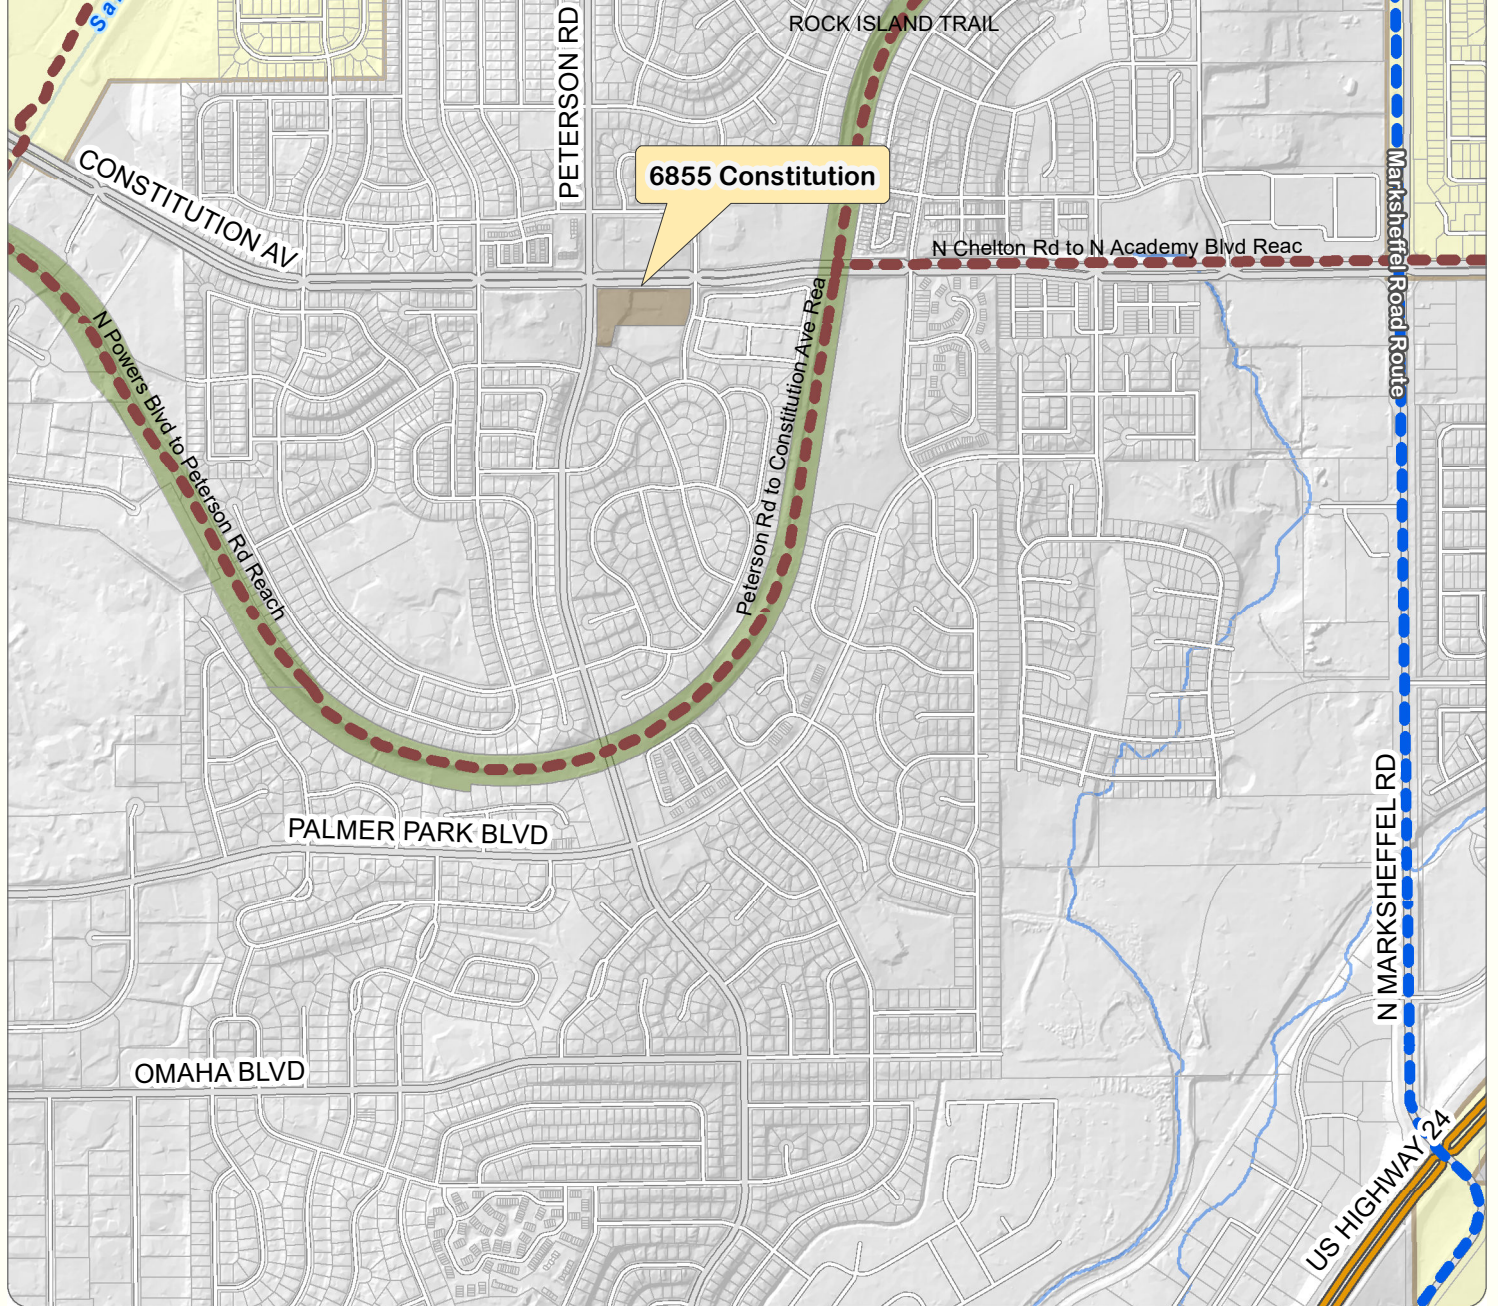 Sa
ROCK ISLAND TRAIL
PETERSON RD
CONSTITUTION AV
6855 Constitution
Marksheffel Road Route
N Chelton Rd to N Academy Blvd Reac
N Powers Blvd to Peterson Rd Reach
Peterson Rd to Constitution Ave Rea
PALMER PARK BLVD
N MARKSHEFFEL RD
OMAHA BLVD
US HIGHWAY 24